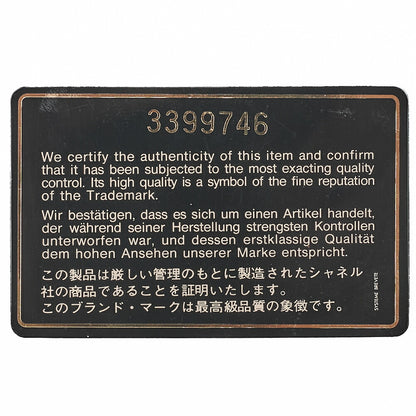 3399746
We certify the authenticity of this item and confirm
that it has been subjected to the most exacting quality
control. Its high quality is a symbol of the fine reputation
of the Trademark.
Wir bestätigen, dass es sich um einen Artikel handelt,
der während seiner Herstellung strengsten Kontrollen
unterworfen war, und dessen erstklassige Qualität
dem hohen Ansehen unserer Marke entspricht.
この製品は厳しい管理のもとに製造されたシャネル
社の商品であることを証明いたします。
このブランド・マークは最高級品質の象徴です。
SYSTEME BREVETE